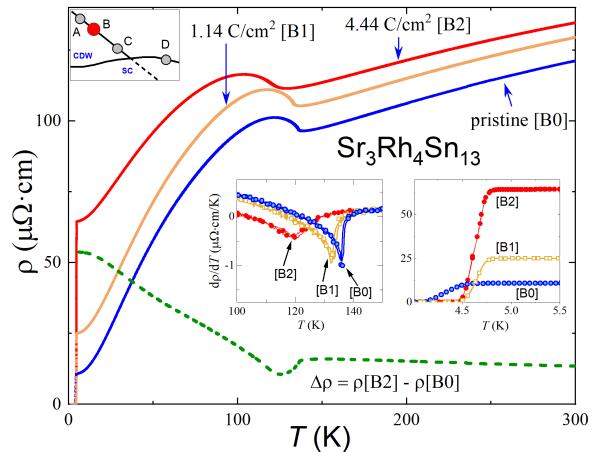 A
B
C
D
CDW
SC
1.14 C/cm² [B1]
4.44 C/cm² [B2]
pristine [B0]
Sr₃Rh₄Sn₁₃
100
50
0
ρ (μΩ·cm)
0
-1
dρ/dT (μΩ·cm/K)
[B2]
[B1]
[B0]
100 120 140
T (K)
50
25
0
[B2]
[B1]
[B0]
4.5 5.0 5.5
T (K)
Δρ = ρ[B2] - ρ[B0]
0 100 200 300
T (K)